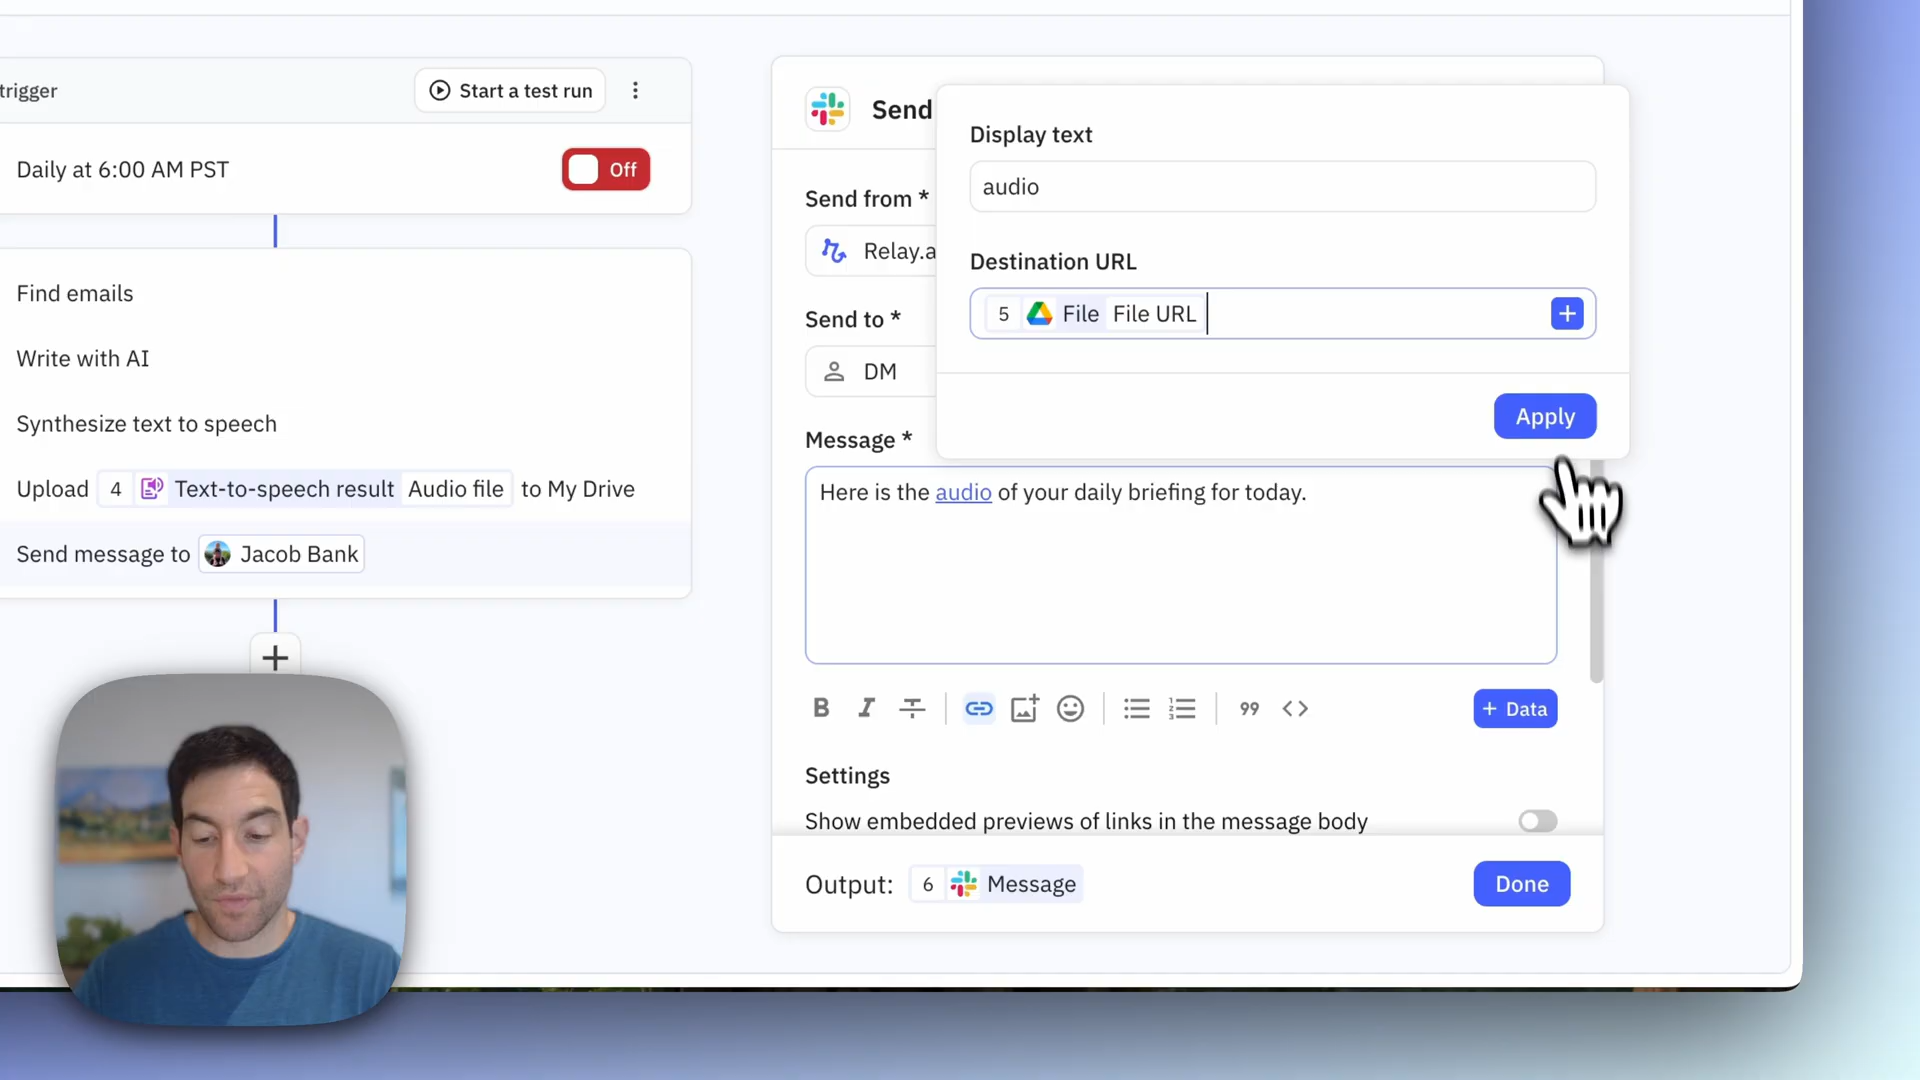 trigger
Start a test run
Daily at 6:00 AM PST
Off
Find emails
Write with AI
Synthesize text to speech
Upload 4 Text-to-speech result Audio file to My Drive
Send message to Jacob Bank
Send
Send from *
Relay.a
Send to *
DM
Message *
Display text
audio
Destination URL
5 File File URL
Apply
Here is the audio of your daily briefing for today.
+ Data
Settings
Show embedded previews of links in the message body
Output: 6 Message
Done